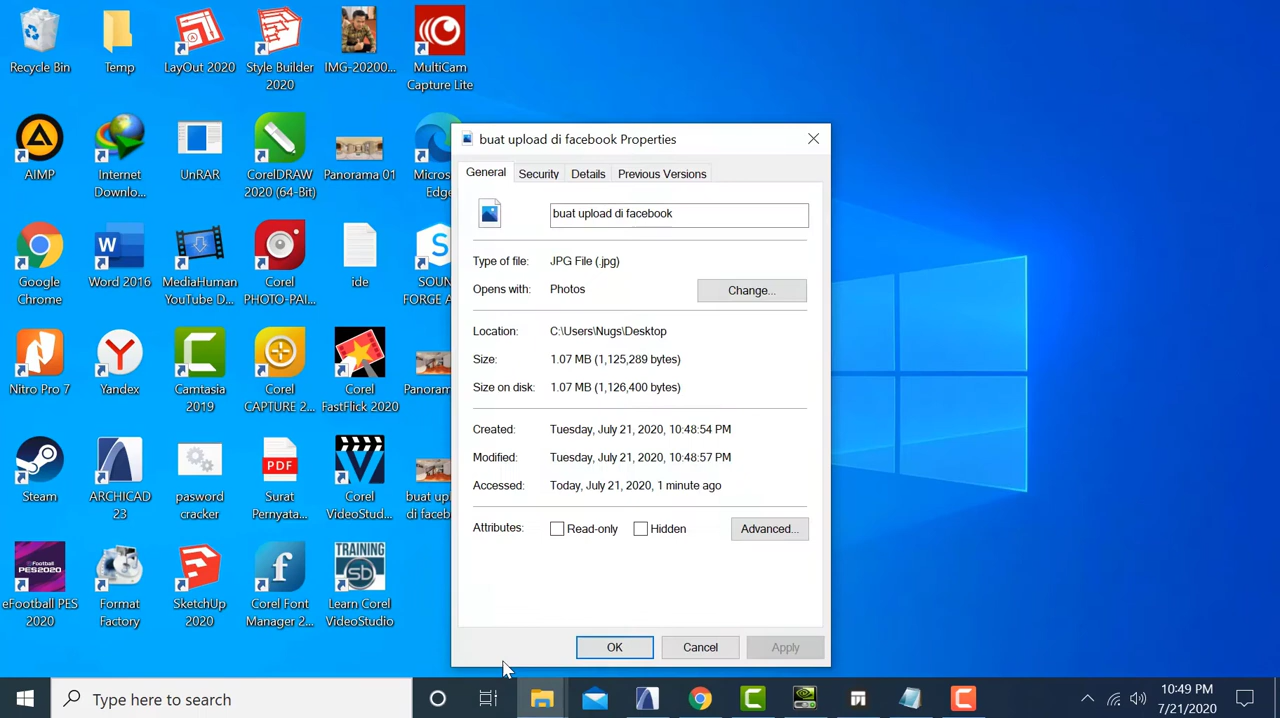 Recycle Bin
Temp
LayOut 2020
Style Builder
2020
IMG-20200...
MultiCam
Capture Lite
AIMP
Internet
Downlo...
UnRAR
CorelDRAW
2020 (64-Bit)
Panorama 01
Micros
Edg
Google
Chrome
Word 2016
MediaHuman
YouTube D...
Corel
PHOTO-PAI...
ide
SOUN
FORGE A
Nitro Pro 7
Yandex
Camtasia
2019
Corel
CAPTURE 2...
Corel
FastFlick 2020
Panoram
Steam
ARCHICAD
23
pasword
cracker
PDF
Surat
Pernyata...
Corel
VideoStud...
buat upl
di faceb
eFootball
PES2020
eFootball PES
2020
Format
Factory
SketchUp
2020
Corel Font
Manager 2...
TRAINING
sb
Learn Corel
VideoStudio
buat upload di facebook Properties
General
Security
Details
Previous Versions
buat upload di facebook
Type of file: JPG File (.jpg)
Opens with: Photos
Change...
Location: C:\Users\Nugs\Desktop
Size: 1.07 MB (1,125,289 bytes)
Size on disk: 1.07 MB (1,126,400 bytes)
Created: Tuesday, July 21, 2020, 10:48:54 PM
Modified: Tuesday, July 21, 2020, 10:48:57 PM
Accessed: Today, July 21, 2020, 1 minute ago
Attributes: Read-only Hidden
Advanced...
OK
Cancel
Apply
Type here to search
10:49 PM
7/21/2020